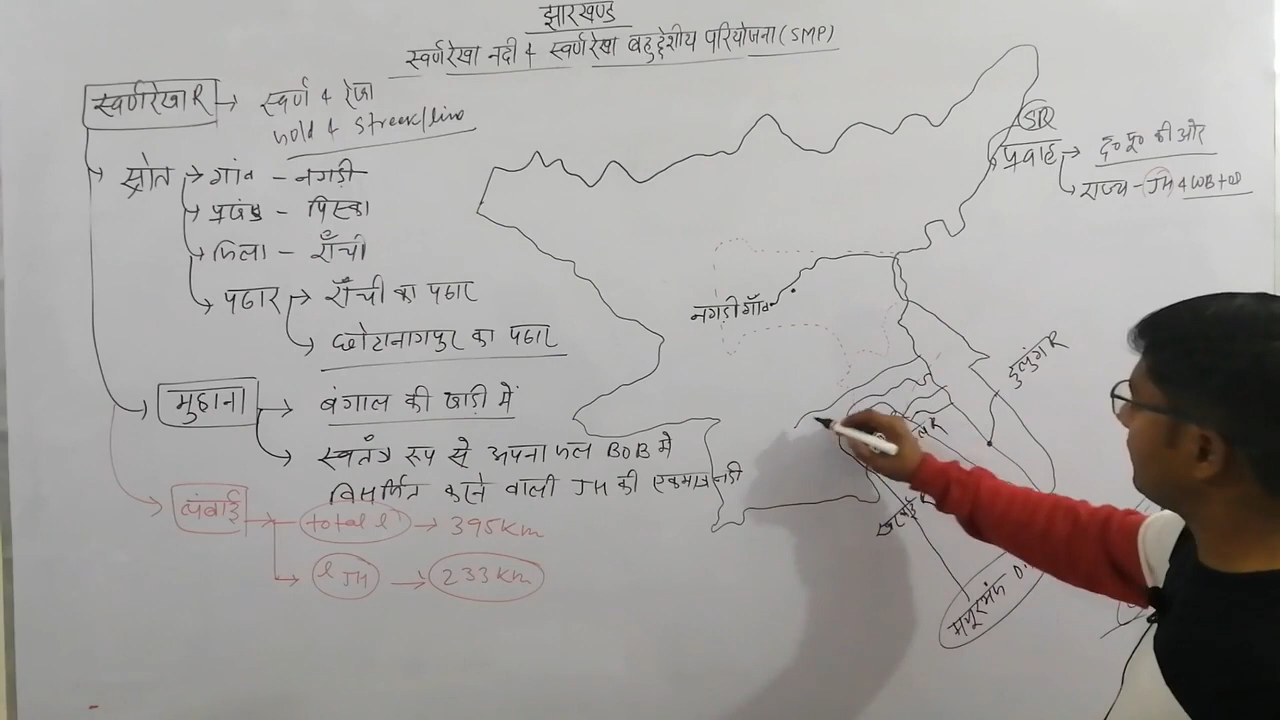 झारखण्ड
स्वर्णरेखा नदी & स्वर्णरेखा बहुद्देशीय परियोजना (SMP)
स्वर्णरेखा R → स्वर्ण & रेखा
Gold & Streek/line
स्रोत → गांव - नगड़ी
→ प्रखंड - पिस्का
→ जिला - राँची
→ पठार → राँची का पठार
→ छोटानागपुर का पठार
मुहाना → बंगाल की खाड़ी में
→ स्वतंत्र रूप से अपना जल BOB में
विसर्जित करने वाली JH की एकमात्र नदी
लंबाई → total l → 395 Km
→ l JH → 233 Km
SR
प्रवाह → द० पू० की ओर
→ राज्य - JH & WB + OD
नगड़ी गाँव
दुलुंग R
खरकई R
मयूरभंज D.